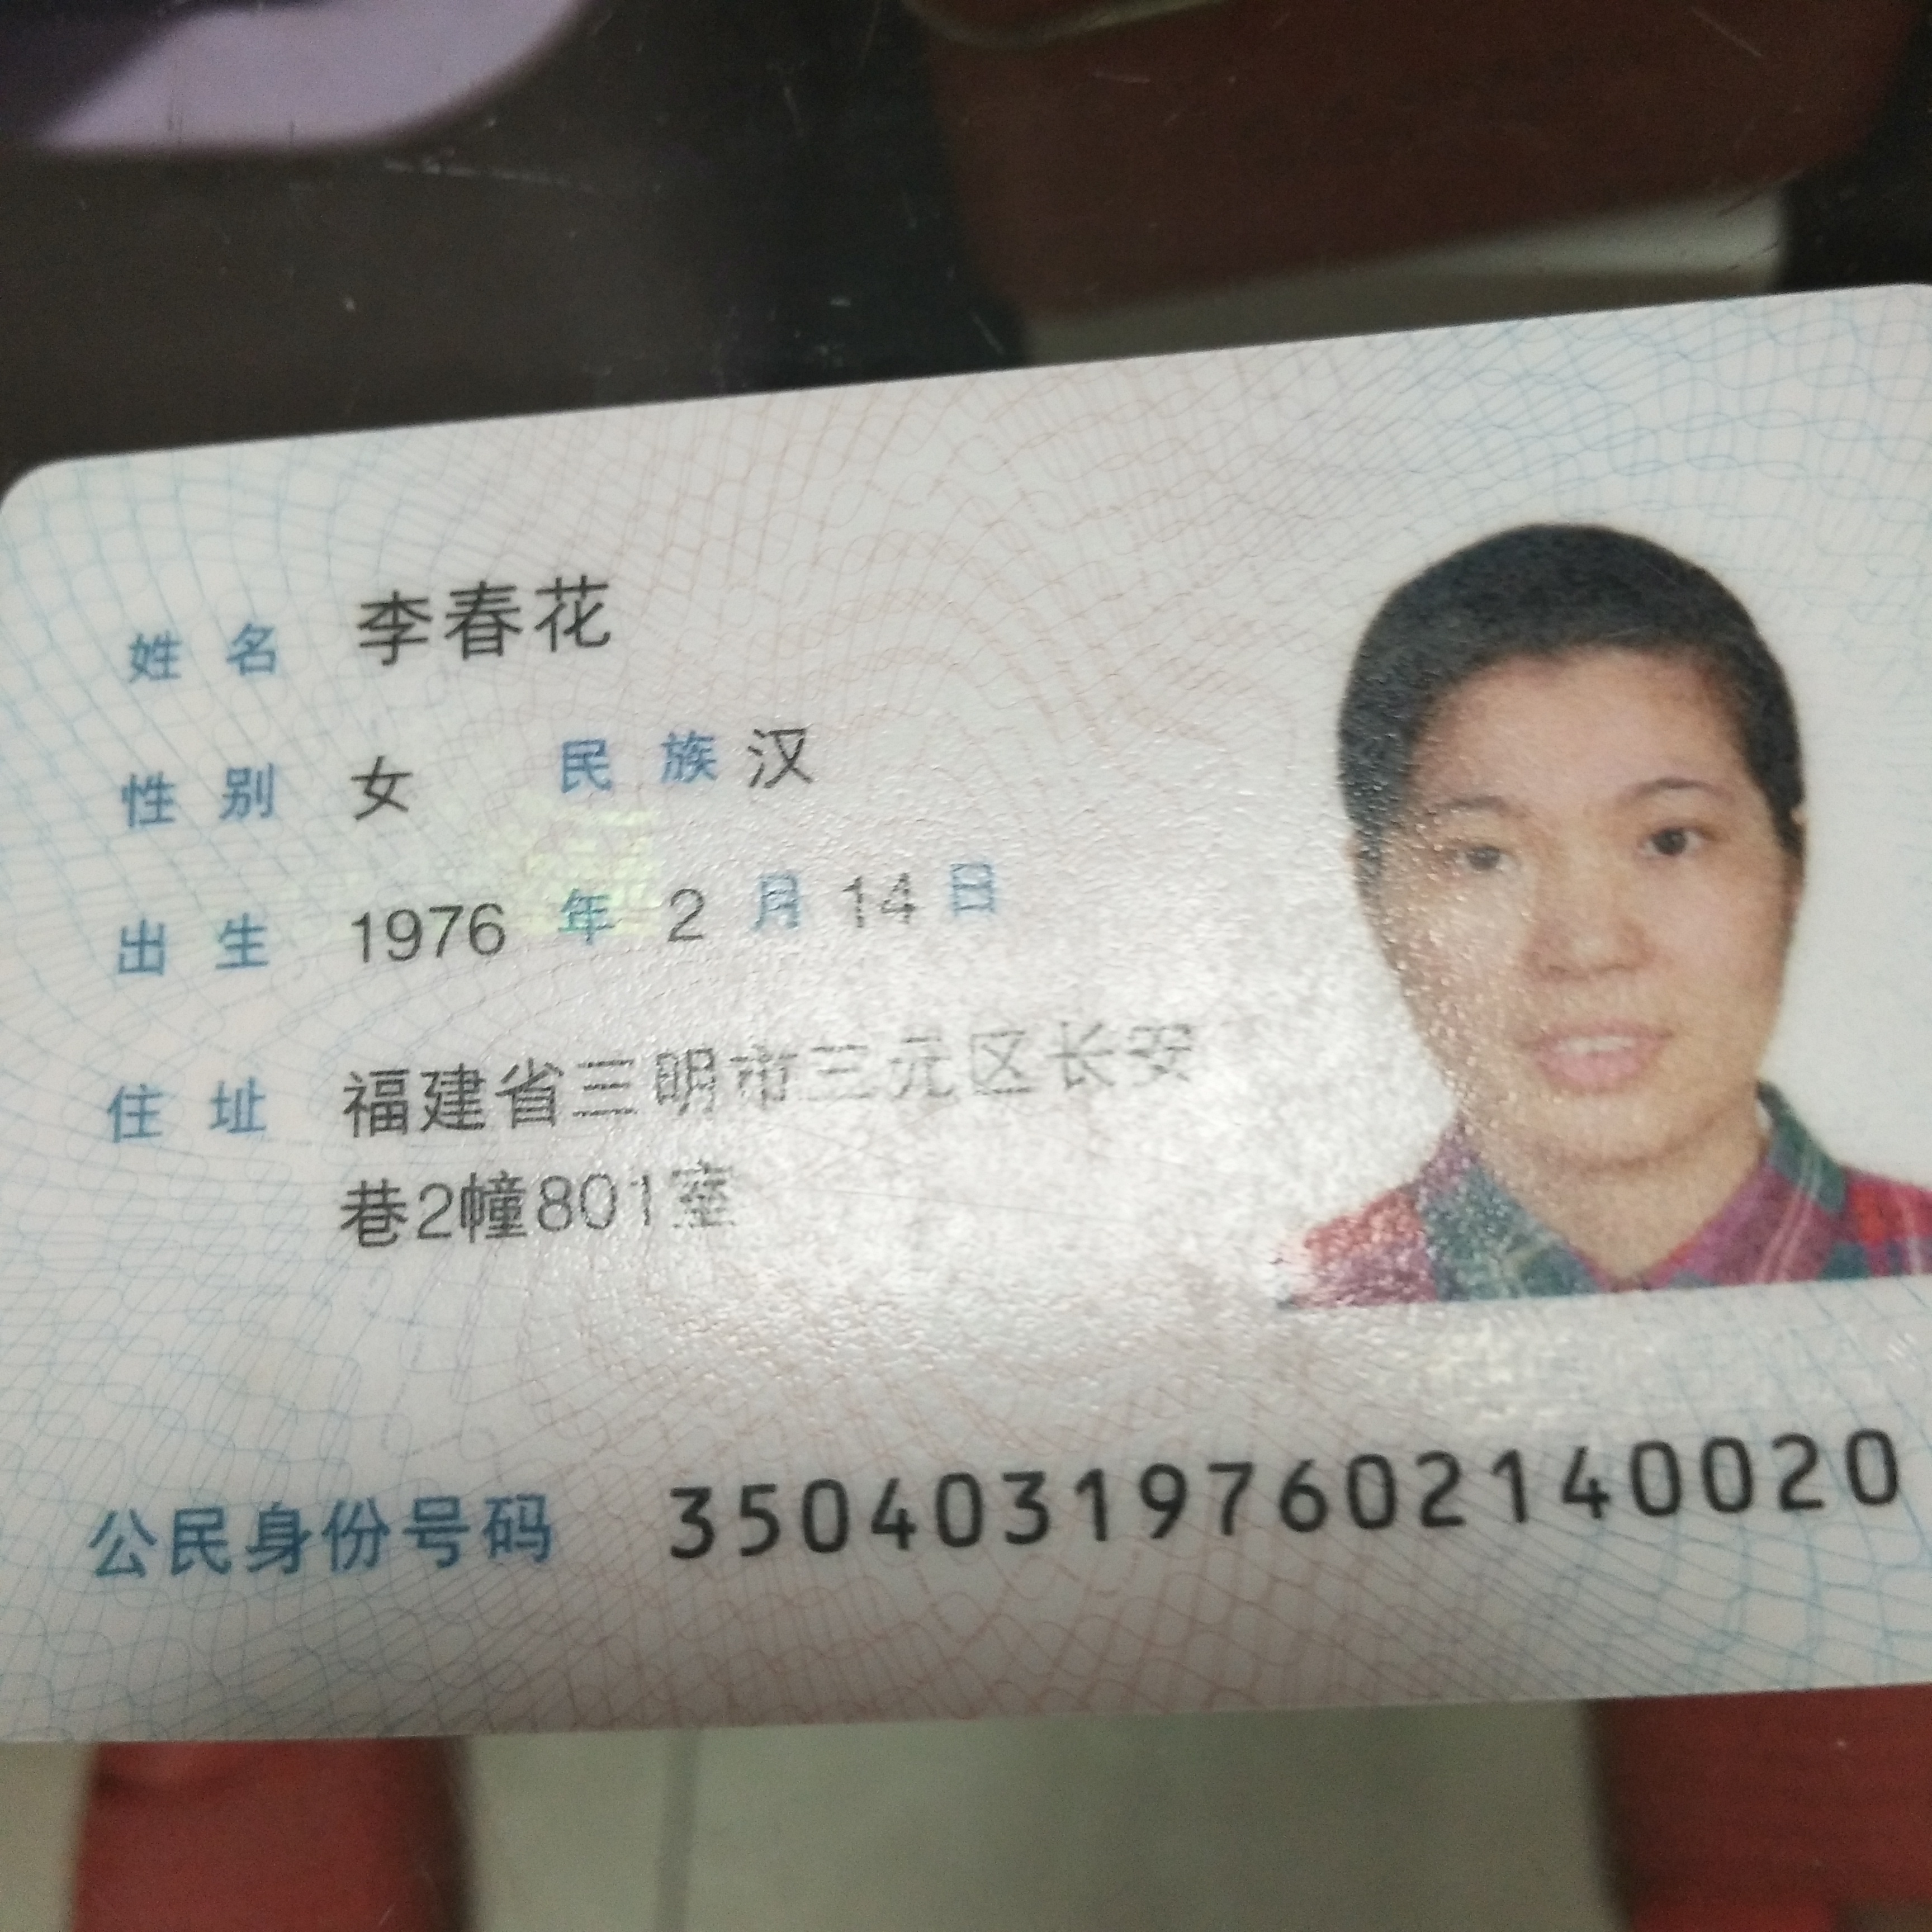 姓名 李春花
性别 女 民族 汉
出生 1976 年 2 月 14 日
住址 福建省三明市三元区长安
巷2幢801室
公民身份号码 350403197602140020